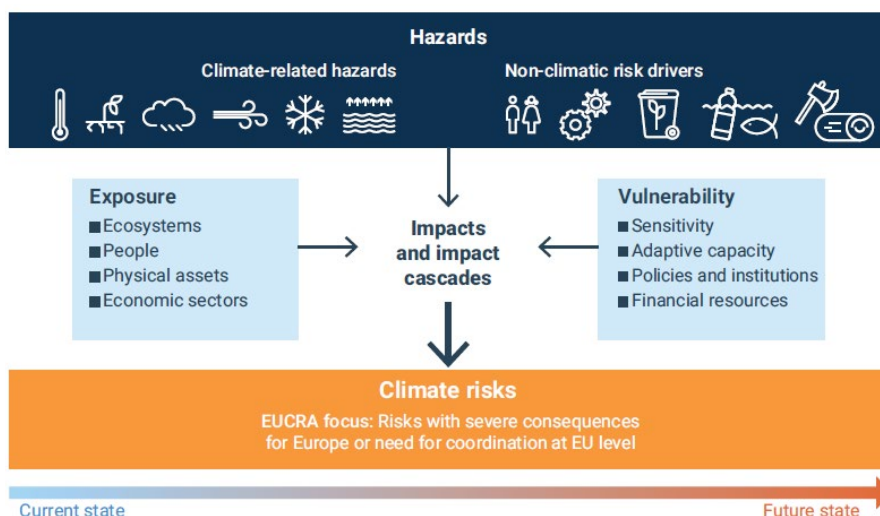 Hazards
Climate-related hazards
Non-climatic risk drivers
Exposure
■ Ecosystems
■ People
■ Physical assets
■ Economic sectors
Impacts
and impact
cascades
Vulnerability
■ Sensitivity
■ Adaptive capacity
■ Policies and institutions
■ Financial resources
Climate risks
EUCRA focus: Risks with severe consequences
for Europe or need for coordination at EU level
Current state
Future state